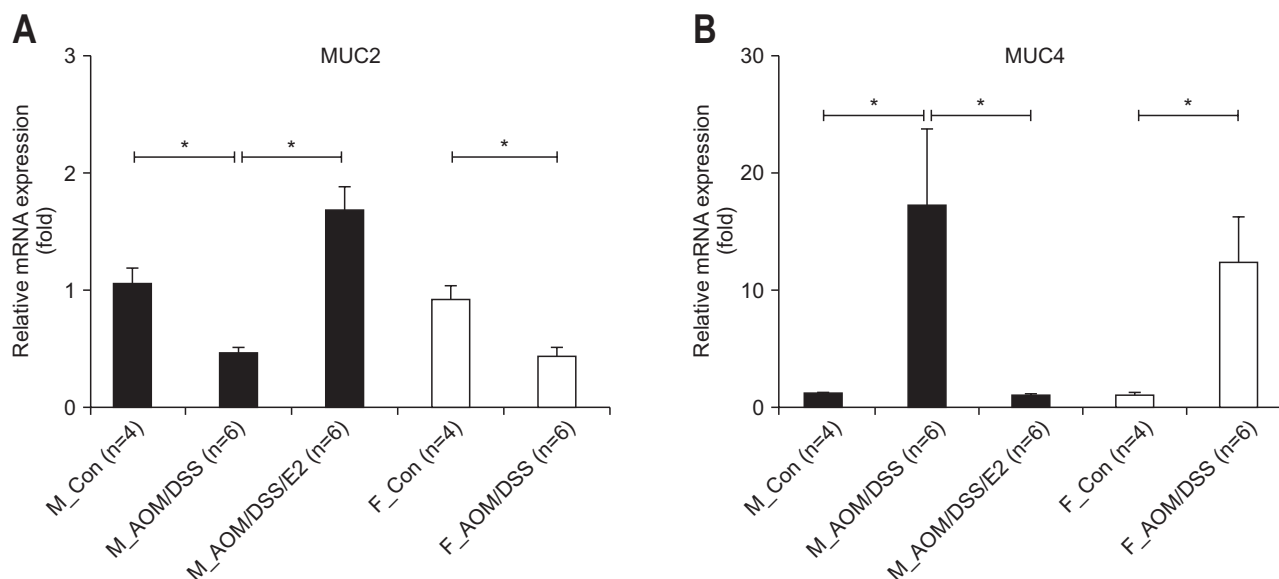 A
MUC2
Relative mRNA expression
(fold)
3
2
1
0
*
*
*
M_Con (n=4)
M_AOM/DSS (n=6)
M_AOM/DSS/E2 (n=6)
F_Con (n=4)
F_AOM/DSS (n=6)
B
MUC4
Relative mRNA expression
(fold)
30
20
10
0
*
*
*
M_Con (n=4)
M_AOM/DSS (n=6)
M_AOM/DSS/E2 (n=6)
F_Con (n=4)
F_AOM/DSS (n=6)